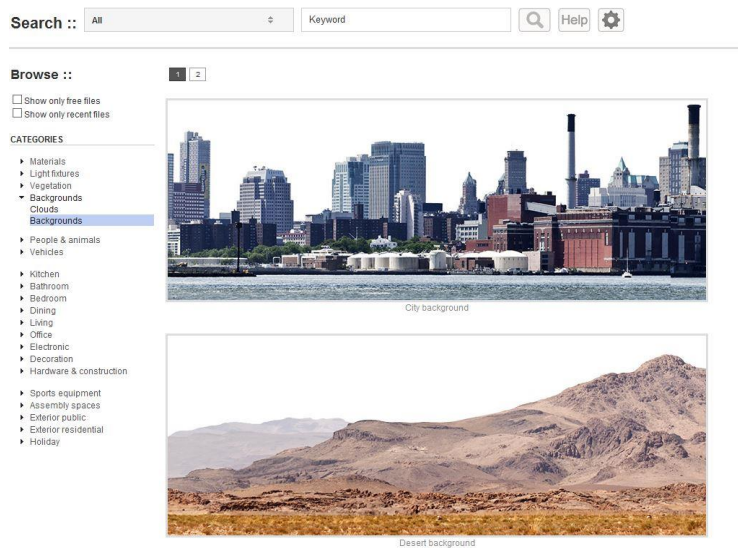 Search ::
All
Keyword
Help
Browse ::
1
2
Show only free files
Show only recent files
CATEGORIES
Materials
Light fixtures
Vegetation
Backgrounds
Clouds
Backgrounds
People & animals
Vehicles
Kitchen
Bathroom
Bedroom
Dining
Living
Office
Electronic
Decoration
Hardware & construction
Sports equipment
Assembly spaces
Exterior public
Exterior residential
Holiday
City background
Desert background